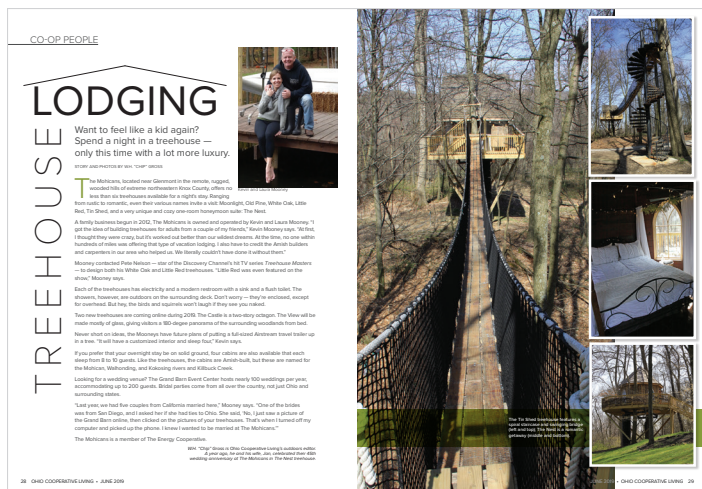 CO-OP PEOPLE
TREEHOUSE
LODGING
Want to feel like a kid again?
Spend a night in a treehouse —
only this time with a lot more luxury.
STORY AND PHOTOS BY W.H. "CHIP" GROSS
Kevin and Laura Mooney
The Mohicans, located near Glenmont in the remote, rugged,
wooded hills of extreme northeastern Knox County, offers no
less than six treehouses available for a night's stay. Ranging
from rustic to romantic, even their various names invite a visit: Moonlight, Old Pine, White Oak, Little
Red, Tin Shed, and a very unique and cozy one-room honeymoon suite: The Nest.
A family business begun in 2012, The Mohicans is owned and operated by Kevin and Laura Mooney. "I
got the idea of building treehouses for adults from a couple of my friends," Kevin Mooney says. "At first,
I thought they were crazy, but it's worked out better than our wildest dreams. At the time, no one within
hundreds of miles was offering that type of vacation lodging. I also have to credit the Amish builders
and carpenters in our area who helped us. We literally couldn't have done it without them."
Mooney contacted Pete Nelson — star of the Discovery Channel's hit TV series Treehouse Masters
— to design both his White Oak and Little Red treehouses. "Little Red was even featured on the
show," Mooney says.
Each of the treehouses has electricity and a modern restroom with a sink and a flush toilet. The
showers, however, are outdoors on the surrounding deck. Don't worry — they're enclosed, except
for overhead. But hey, the birds and squirrels won't laugh if they see you naked.
Two new treehouses are coming online during 2019. The Castle is a two-story octagon. The View will be
made mostly of glass, giving visitors a 180-degree panorama of the surrounding woodlands from bed.
Never short on ideas, the Mooneys have future plans of putting a full-sized Airstream travel trailer up
in a tree. "It will have a customized interior and sleep four," Kevin says.
If you prefer that your overnight stay be on solid ground, four cabins are also available that each
sleep from 8 to 10 guests. Like the treehouses, the cabins are Amish-built, but these are named for
the Mohican, Walhonding, and Kokosing rivers and Killbuck Creek.
Looking for a wedding venue? The Grand Barn Event Center hosts nearly 100 weddings per year,
accommodating up to 200 guests. Bridal parties come from all over the country, not just Ohio and
surrounding states.
"Last year, we had five couples from California married here," Mooney says. "One of the brides
was from San Diego, and I asked her if she had ties to Ohio. She said, 'No, I just saw a picture of
the Grand Barn online, then clicked on the pictures of your treehouses. That's when I turned off my
computer and picked up the phone. I knew I wanted to be married at The Mohicans.'"
The Mohicans is a member of The Energy Cooperative.
W.H. "Chip" Gross is Ohio Cooperative Living's outdoors editor.
A year ago, he and his wife, Jan, celebrated their 45th
wedding anniversary at The Mohicans in The Nest treehouse.
The Tin Shed treehouse features a
spiral staircase and swinging bridge
(left and top). The Nest is a romantic
getaway (middle and bottom).
28 OHIO COOPERATIVE LIVING • JUNE 2019
JUNE 2019 • OHIO COOPERATIVE LIVING 29